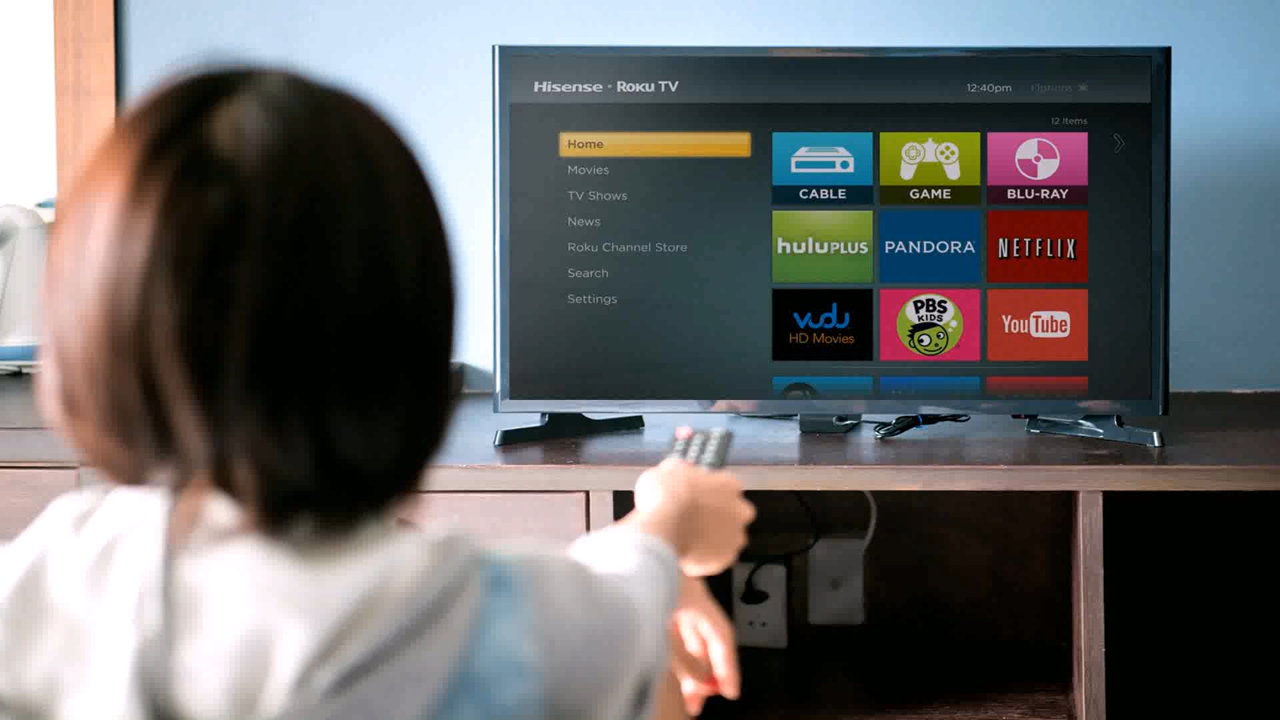 Hisense · Roku TV
12:40pm Options
12 Items
Home
Movies
TV Shows
News
Roku Channel Store
Search
Settings
CABLE
GAME
BLU-RAY
huluPLUS
PANDORA
NETFLIX
vudu
HD Movies
PBS
KIDS
YouTube